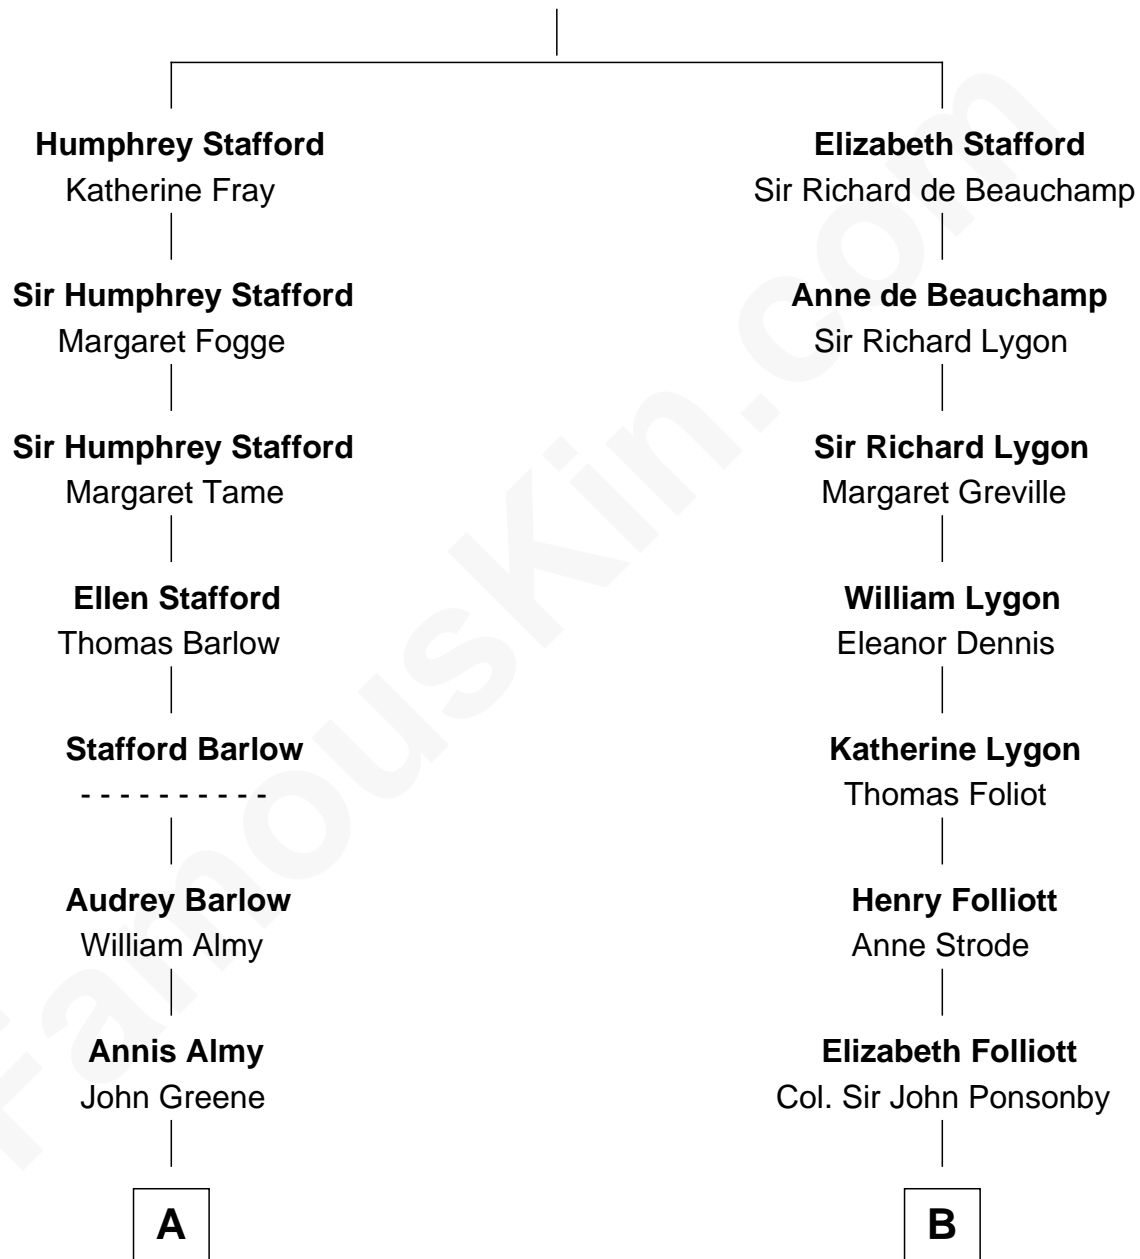 Humphrey Stafford
Katherine Fray
Sir Humphrey Stafford
Margaret Fogge
Sir Humphrey Stafford
Margaret Tame
Ellen Stafford
Thomas Barlow
Stafford Barlow
- - - - - - - - - -
Audrey Barlow
William Almy
Annis Almy
John Greene
A
Elizabeth Stafford
Sir Richard de Beauchamp
Anne de Beauchamp
Sir Richard Lygon
Sir Richard Lygon
Margaret Greville
William Lygon
Eleanor Dennis
Katherine Lygon
Thomas Foliot
Henry Folliott
Anne Strode
Elizabeth Folliott
Col. Sir John Ponsonby
B
FamousKin.com